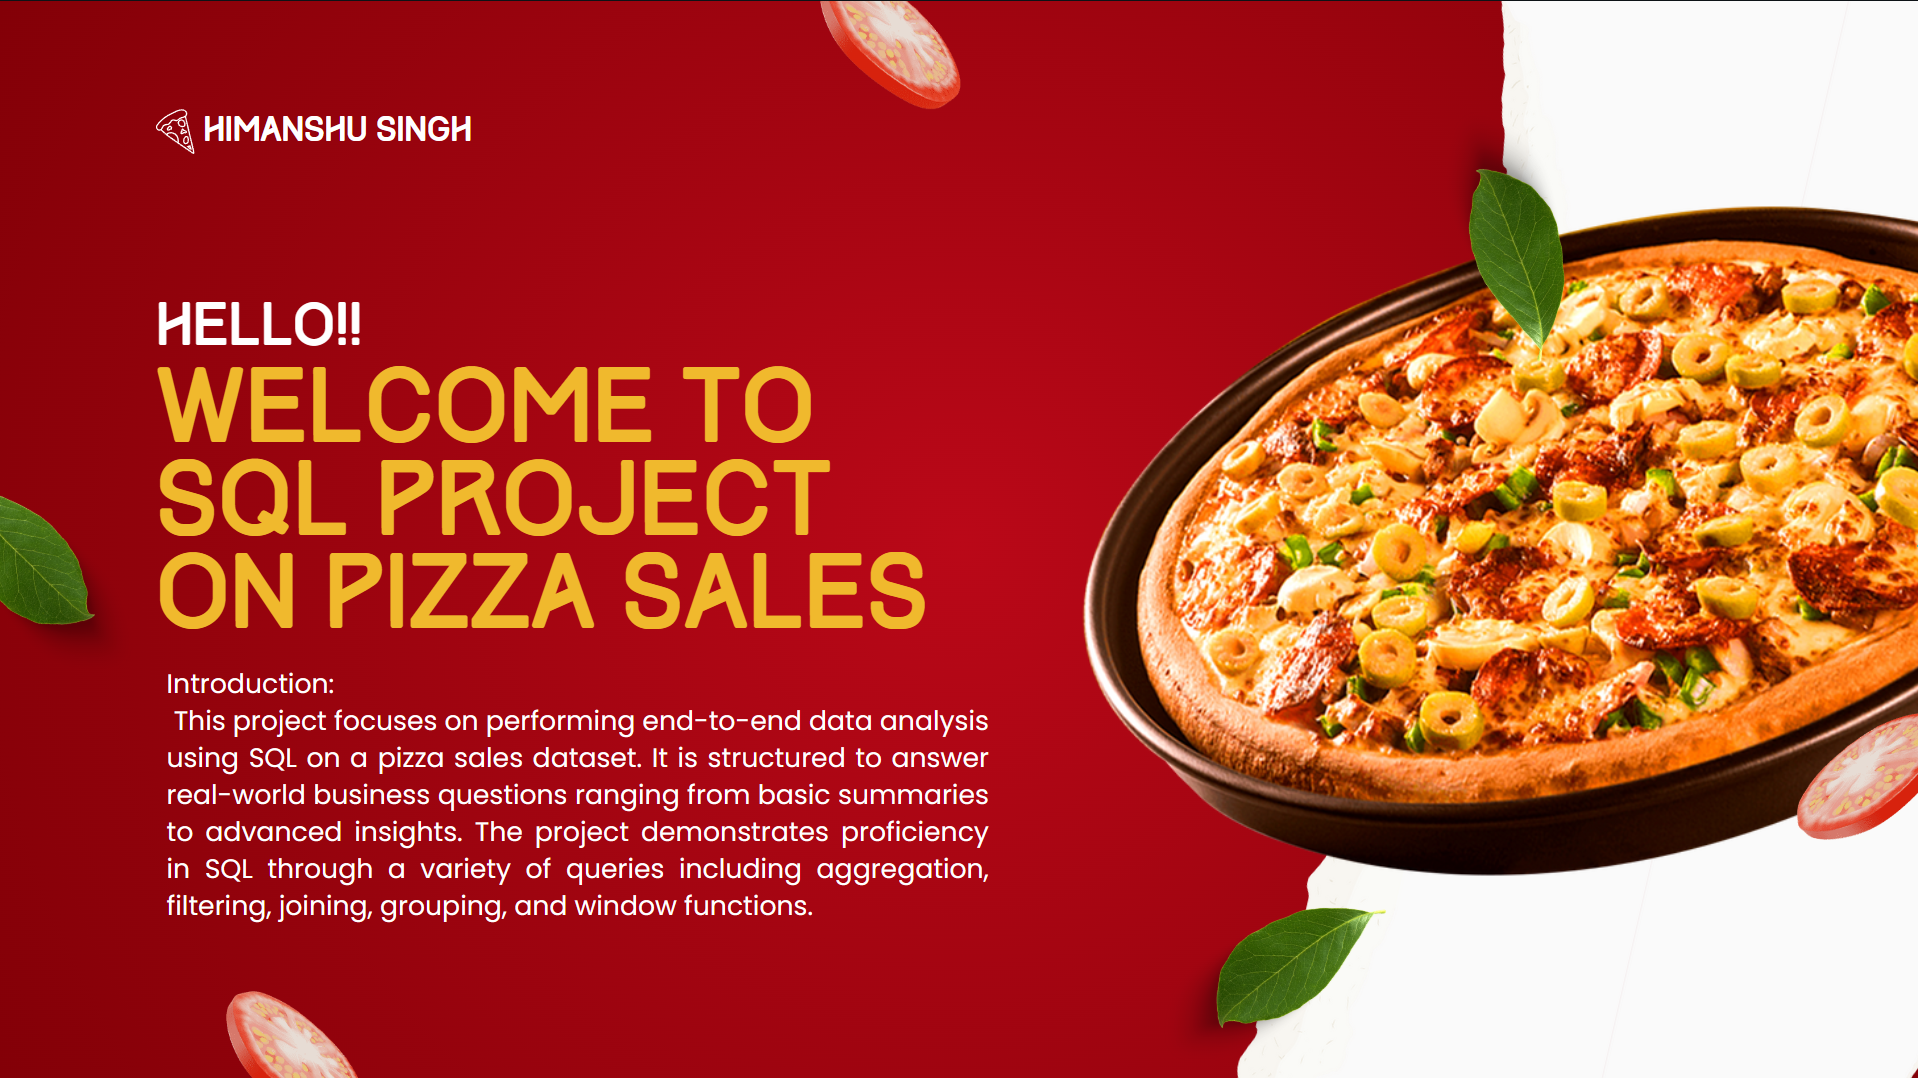 HIMANSHU SINGH
HELLO!!
WELCOME TO
SQL PROJECT
ON PIZZA SALES
Introduction:
This project focuses on performing end-to-end data analysis
using SQL on a pizza sales dataset. It is structured to answer
real-world business questions ranging from basic summaries
to advanced insights. The project demonstrates proficiency
in SQL through a variety of queries including aggregation,
filtering, joining, grouping, and window functions.